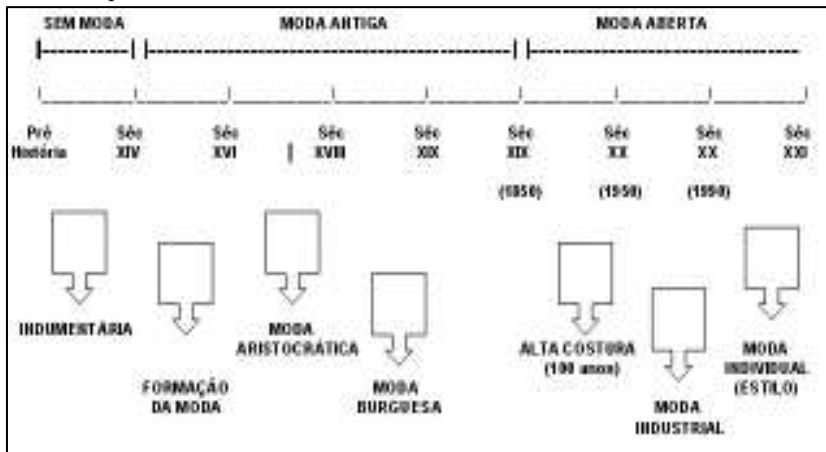 SEM MODA MODA ANTIGA MODA ABERTA
Pré Séc Séc Séc Séc Séc Séc Séc Séc
História XIV XVI | XVIII XIX XIX XX XX XXI
(1850) (1950) (1990)
INDUMENTÁRIA
FORMAÇÃO
DA MODA
MODA
ARISTOCRÁTICA
MODA
BURGUESA
ALTA COSTURA
(100 anos)
MODA
INDUSTRIAL
MODA
INDIVIDUAL
(ESTILO)